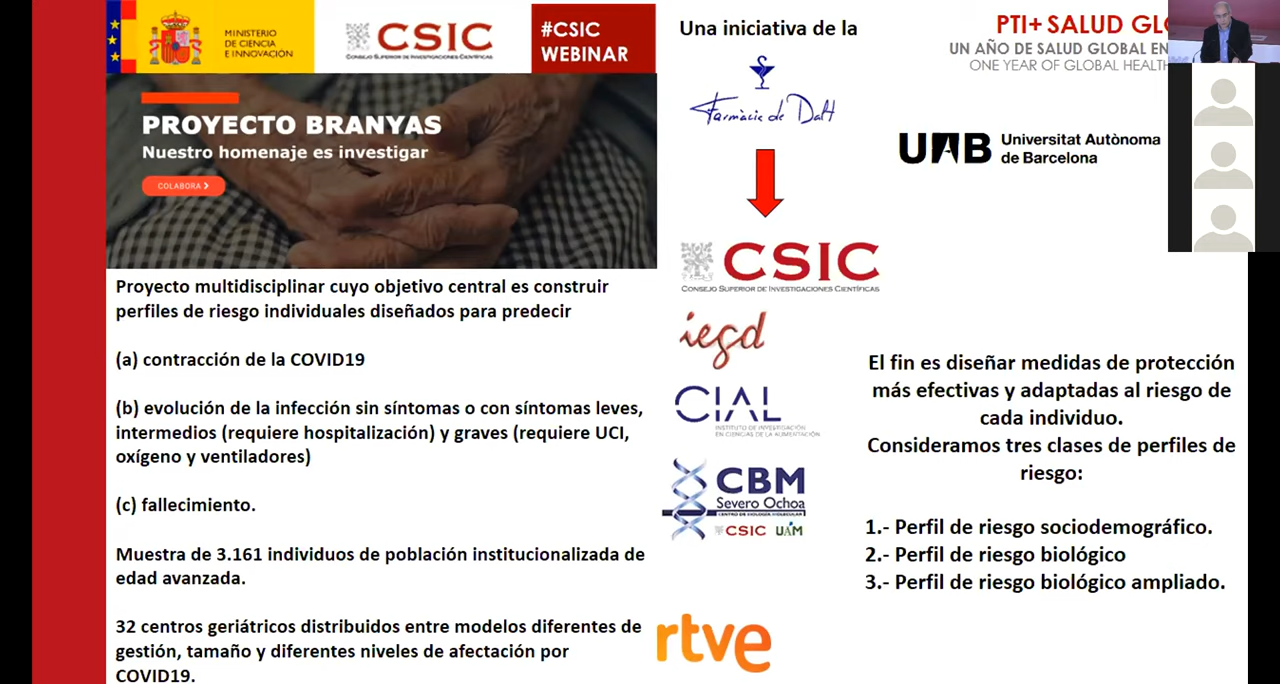 MINISTERIO
DE CIENCIA
E INNOVACIÓN
CSIC
CONSEJO SUPERIOR DE INVESTIGACIONES CIENTÍFICAS
#CSIC
WEBINAR
PROYECTO BRANYAS
Nuestro homenaje es investigar
COLABORA
Proyecto multidisciplinar cuyo objetivo central es construir
perfiles de riesgo individuales diseñados para predecir
(a) contracción de la COVID19
(b) evolución de la infección sin síntomas o con síntomas leves,
intermedios (requiere hospitalización) y graves (requiere UCI,
oxígeno y ventiladores)
(c) fallecimiento.
Muestra de 3.161 individuos de población institucionalizada de
edad avanzada.
32 centros geriátricos distribuidos entre modelos diferentes de
gestión, tamaño y diferentes niveles de afectación por
COVID19.
Una iniciativa de la
Farmàcia de Dalt
CSIC
CONSEJO SUPERIOR DE INVESTIGACIONES CIENTÍFICAS
iegd
CIAL
INSTITUTO DE INVESTIGACIÓN
EN CIENCIAS DE LA ALIMENTACIÓN
CBM
Severo Ochoa
CENTRO DE BIOLOGÍA MOLECULAR
CSIC UAM
rtve
PTI+ SALUD GLO
UN AÑO DE SALUD GLOBAL EN
ONE YEAR OF GLOBAL HEALTH
UAB Universitat Autònoma
de Barcelona
El fin es diseñar medidas de protección
más efectivas y adaptadas al riesgo de
cada individuo.
Consideramos tres clases de perfiles de
riesgo:
1.- Perfil de riesgo sociodemográfico.
2.- Perfil de riesgo biológico
3.- Perfil de riesgo biológico ampliado.